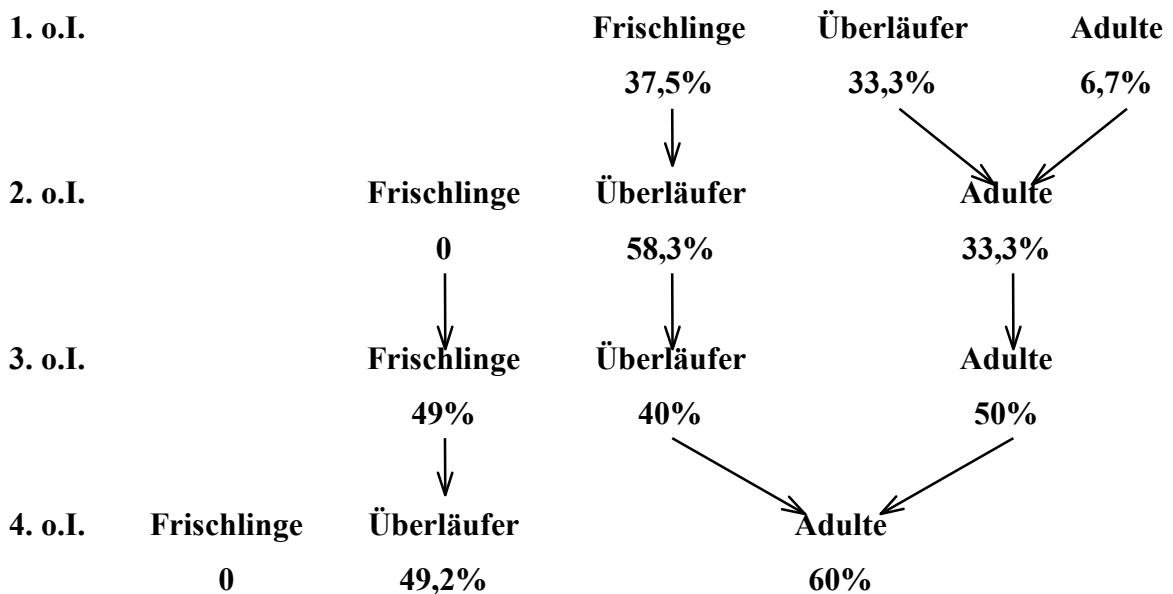 1. o.I. Frischlinge Überläufer Adulte
37,5% 33,3% 6,7%
2. o.I. Frischlinge Überläufer Adulte
0 58,3% 33,3%
3. o.I. Frischlinge Überläufer Adulte
49% 40% 50%
4. o.I. Frischlinge Überläufer Adulte
0 49,2% 60%